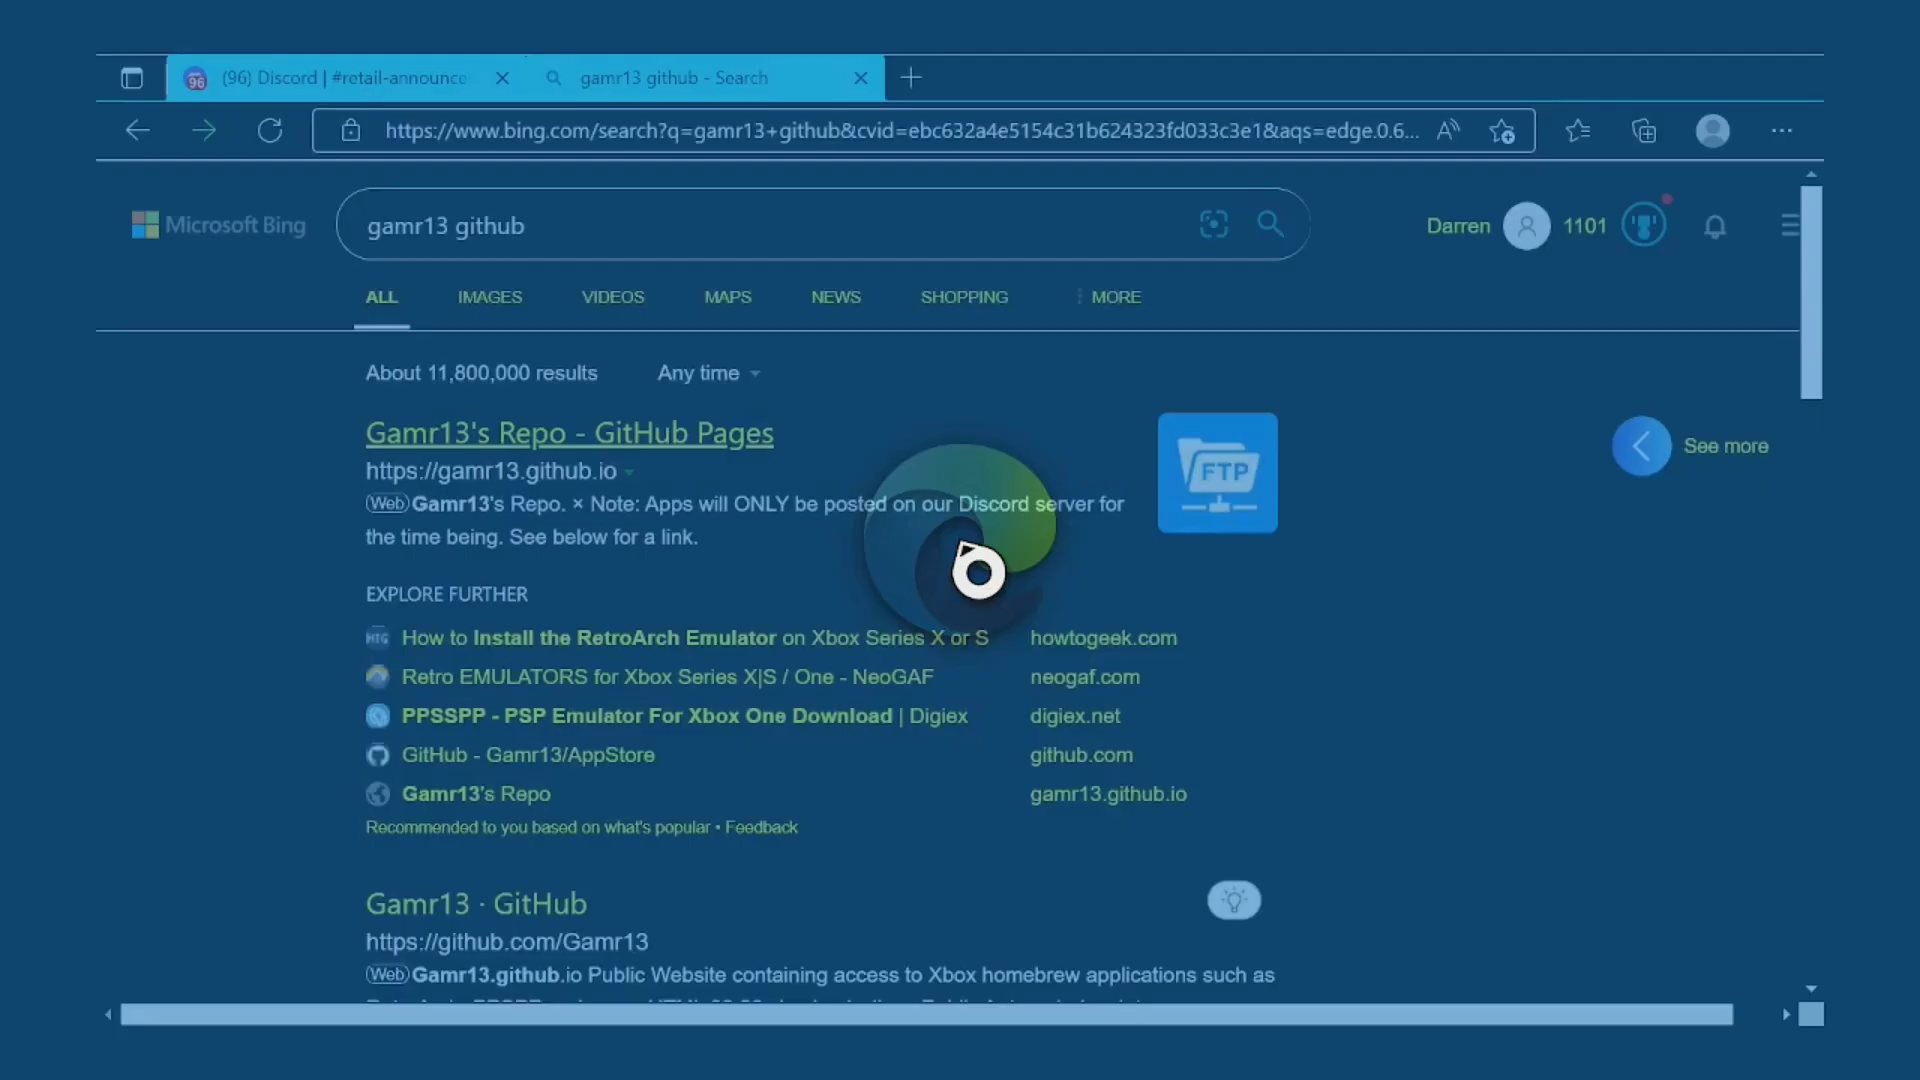 (96) Discord | #retail-announce
gamr13 github - Search
https://www.bing.com/search?q=gamr13+github&cvid=ebc632a4e5154c31b624323fd033c3e1&aqs=edge.0.6...
Microsoft Bing
gamr13 github
Darren
1101
ALL
IMAGES
VIDEOS
MAPS
NEWS
SHOPPING
MORE
About 11,800,000 results
Any time
Gamr13's Repo - GitHub Pages
https://gamr13.github.io
Web Gamr13's Repo. × Note: Apps will ONLY be posted on our Discord server for
the time being. See below for a link.
FTP
See more
EXPLORE FURTHER
How to Install the RetroArch Emulator on Xbox Series X or S howtogeek.com
Retro EMULATORS for Xbox Series X|S / One - NeoGAF neogaf.com
PPSSPP - PSP Emulator For Xbox One Download | Digiex digiex.net
GitHub - Gamr13/AppStore github.com
Gamr13's Repo gamr13.github.io
Recommended to you based on what's popular • Feedback
Gamr13 · GitHub
https://github.com/Gamr13
Web Gamr13.github.io Public Website containing access to Xbox homebrew applications such as